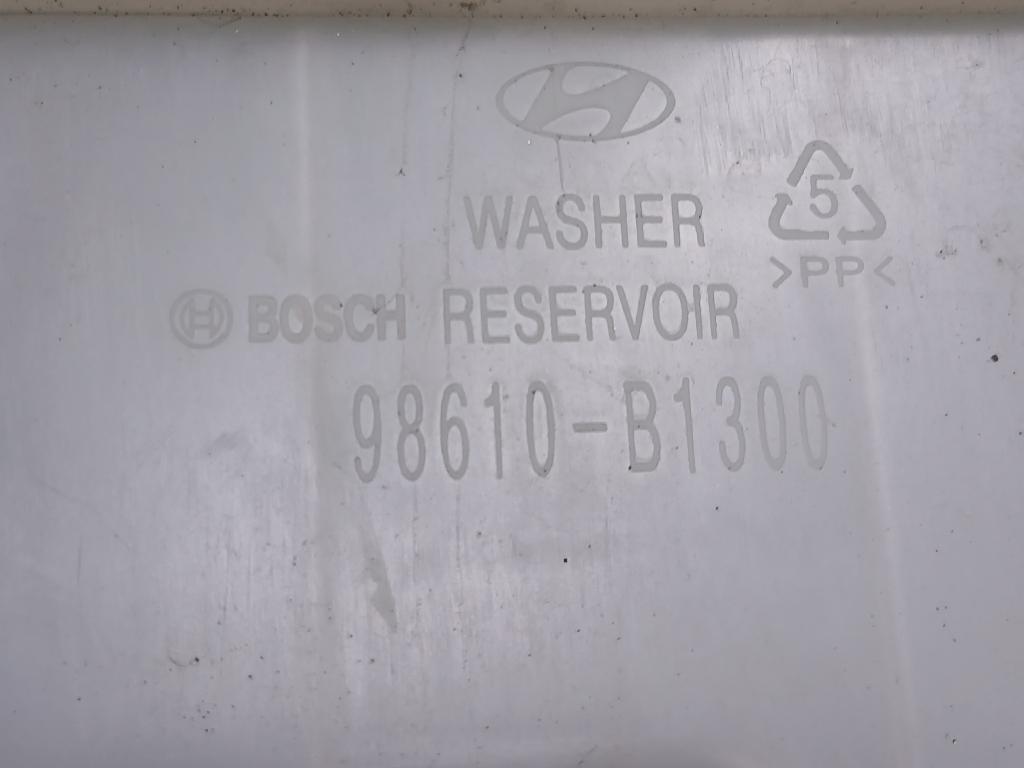 WASHER
5
>PP<
BOSCH RESERVOIR
98610-B1300